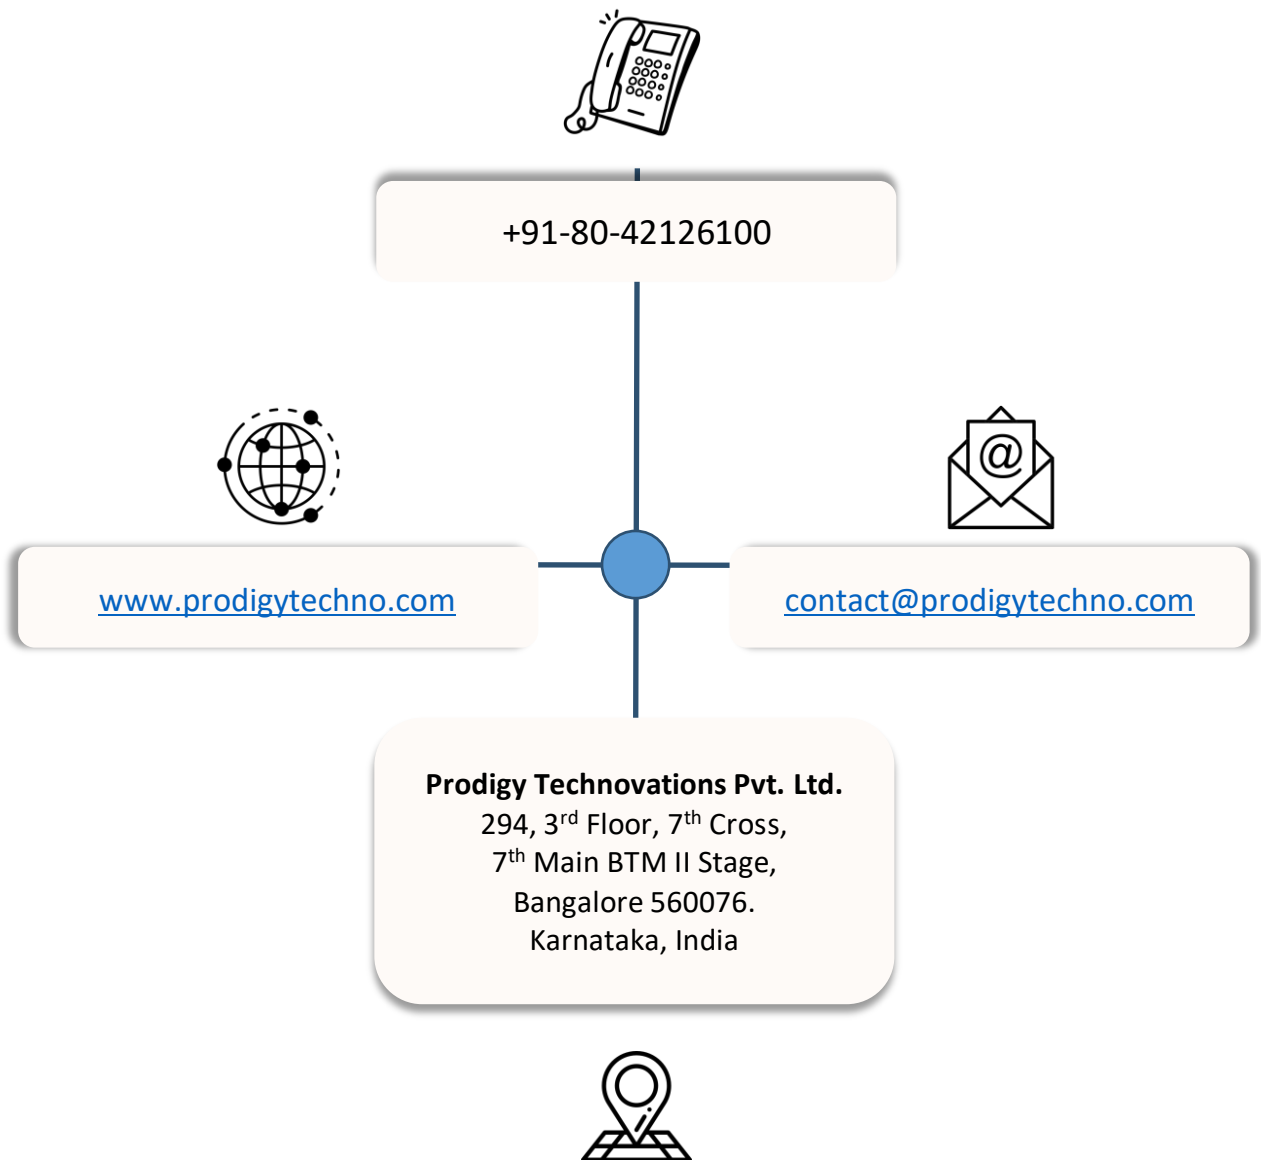 +91-80-42126100
www.prodigytechno.com
contact@prodigytechno.com
Prodigy Technovations Pvt. Ltd.
294, 3rd Floor, 7th Cross,
7th Main BTM II Stage,
Bangalore 560076.
Karnataka, India